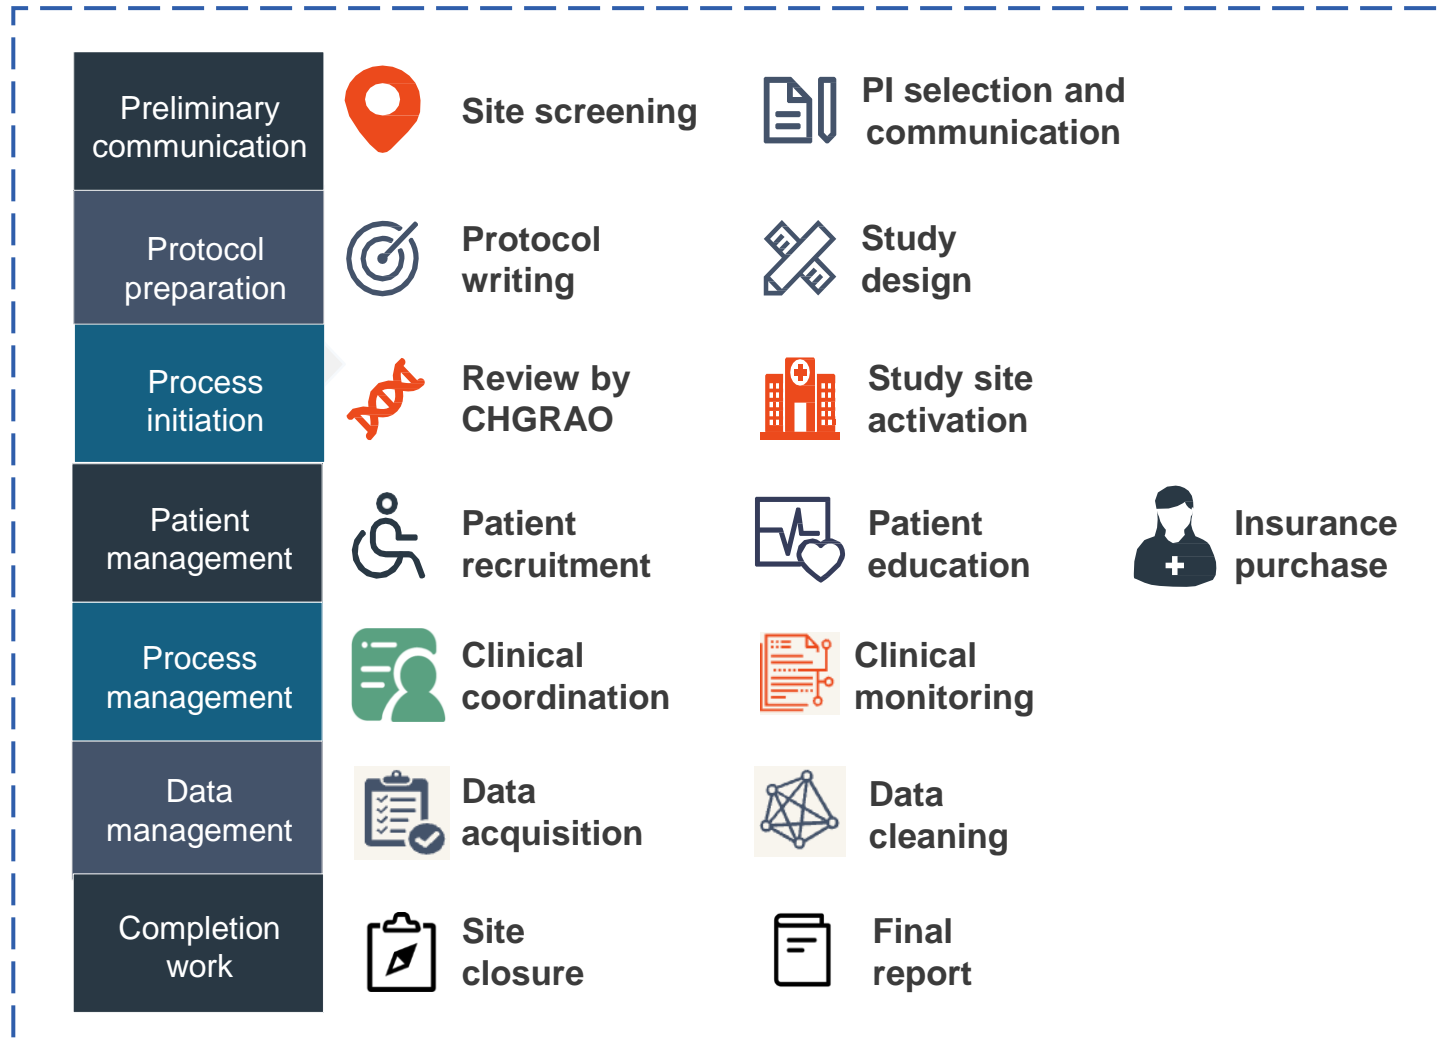 Preliminary
communication
Site screening
PI selection and
communication
Protocol
preparation
Protocol
writing
Study
design
Process
initiation
Review by
CHGRAO
Study site
activation
Patient
management
Patient
recruitment
Patient
education
Insurance
purchase
Process
management
Clinical
coordination
Clinical
monitoring
Data
management
Data
acquisition
Data
cleaning
Completion
work
Site
closure
Final
report